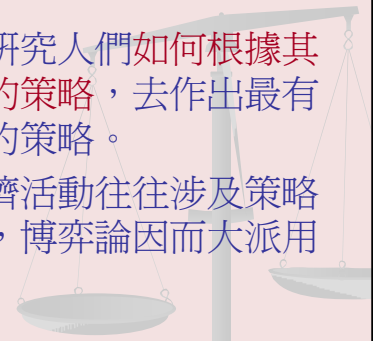 研究人們如何根據其
的策略，去作出最有
的策略。
濟活動往往涉及策略
，博弈論因而大派用